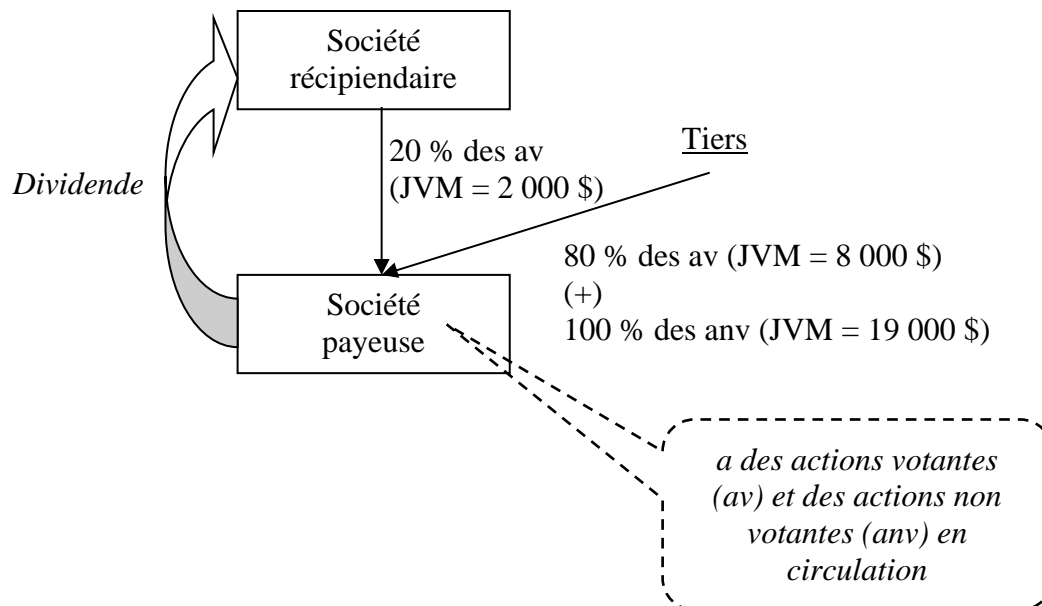 Société
récipiendaire
20 % des av
(JVM = 2 000 $)
Tiers
Dividende
80 % des av (JVM = 8 000 $)
(+)
100 % des anv (JVM = 19 000 $)
Société
payeuse
a des actions votantes
(av) et des actions non
votantes (anv) en
circulation